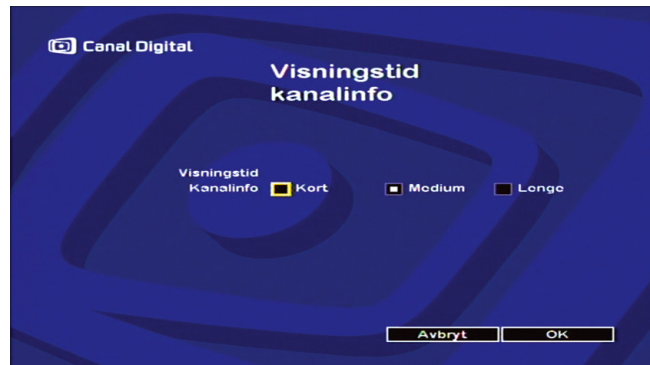 Canal Digital
Visningstid
kanalinfo
Visningstid
Kanalinfo Kort Medium Lenge
Avbryt OK